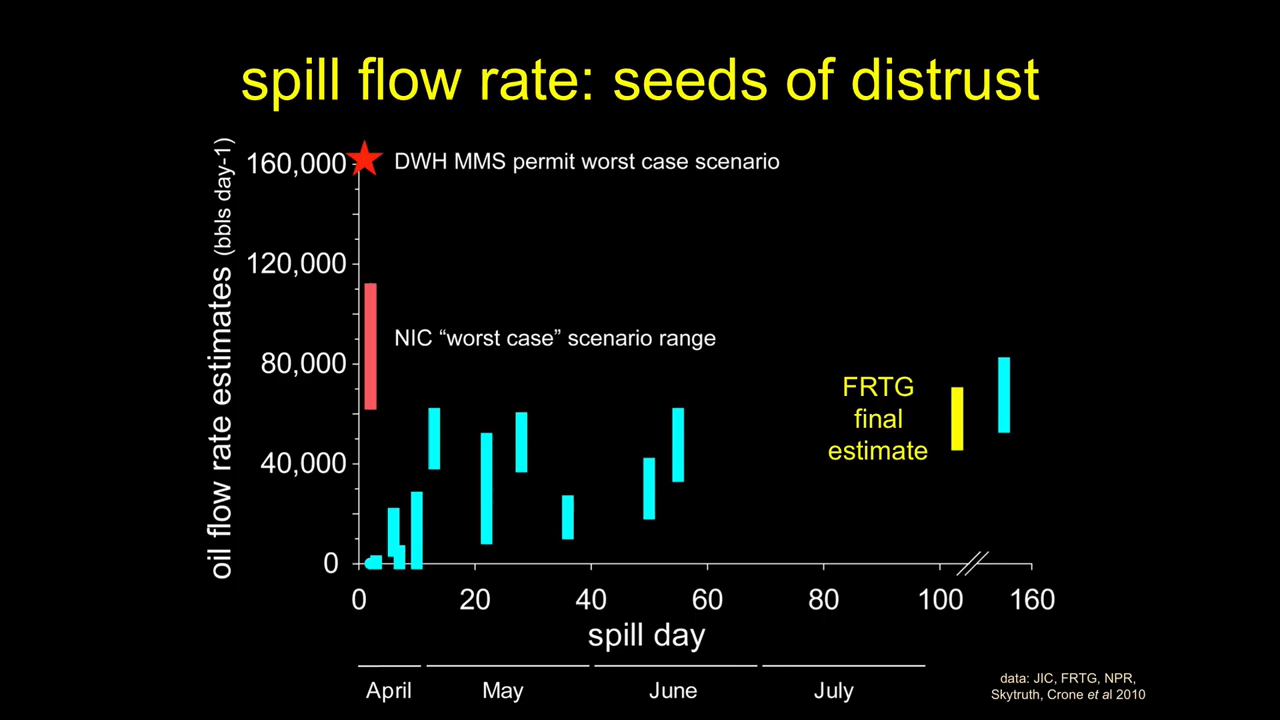 spill flow rate: seeds of distrust
oil flow rate estimates (bbls day-1)
160,000
DWH MMS permit worst case scenario
120,000
NIC “worst case” scenario range
80,000
FRTG
final
estimate
40,000
0
0 20 40 60 80 100 160
spill day
April May June July
data: JIC, FRTG, NPR,
Skytruth, Crone et al 2010